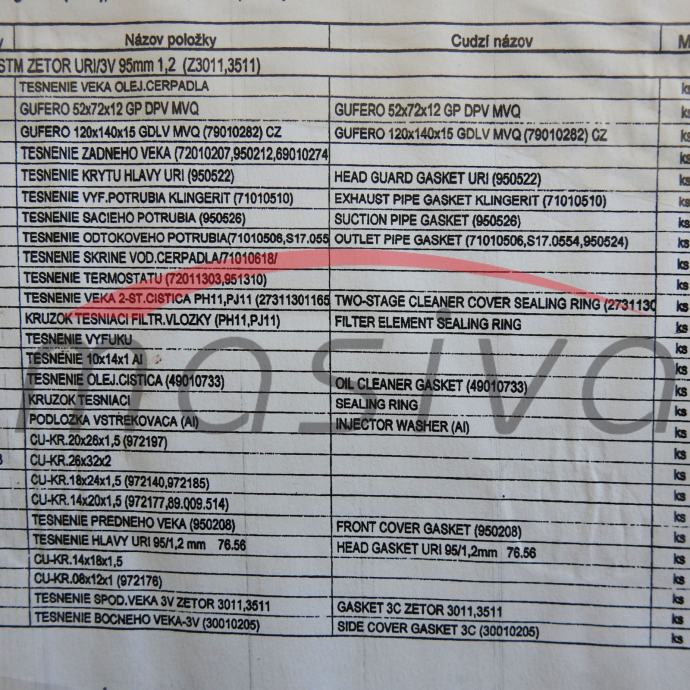 Názov položky Cudzí názov M
STM ZETOR URI/3V 95mm 1,2 (Z3011,3511)
TESNENIE VEKA OLEJ.CERPADLA ks
GUFERO 52x72x12 GP DPV MVQ GUFERO 52x72x12 GP DPV MVQ ks
GUFERO 120x140x15 GDLV MVQ (79010282) CZ GUFERO 120x140x15 GDLV MVQ (79010282) CZ ks
TESNENIE ZADNEHO VEKA (72010207,950212,69010274 ks
TESNENIE KRYTU HLAVY URI (950522) HEAD GUARD GASKET URI (950522) ks
TESNENIE VYF.POTRUBIA KLINGERIT (71010510) EXHAUST PIPE GASKET KLINGERIT (71010510) ks
TESNENIE SACIEHO POTRUBIA (950526) SUCTION PIPE GASKET (950526) ks
TESNENIE ODTOKOVEHO POTRUBIA(71010506,S17.055 OUTLET PIPE GASKET (71010506,S17.0554,950524) ks
TESNENIE SKRINE VOD.CERPADLA/71010618/ ks
TESNENIE TERMOSTATU (72011303,951310) ks
TESNENIE VEKA 2-ST.CISTICA PH11,PJ11 (27311301165 TWO-STAGE CLEANER COVER SEALING RING (2731130 ks
KRUZOK TESNIACI FILTR.VLOZKY (PH11,PJ11) FILTER ELEMENT SEALING RING ks
TESNENIE VYFUKU ks
TESNENIE 10x14x1 Al ks
TESNENIE OLEJ.CISTICA (49010733) OIL CLEANER GASKET (49010733) ks
KRUZOK TESNIACI SEALING RING ks
PODLOZKA VSTREKOVACA (Al) INJECTOR WASHER (Al) ks
CU-KR.20x26x1,5 (972197) ks
CU-KR.26x32x2 ks
CU-KR.18x24x1,5 (972140,972185) ks
CU-KR.14x20x1,5 (972177,89.009.514) ks
TESNENIE PREDNEHO VEKA (950208) FRONT COVER GASKET (950208) ks
TESNENIE HLAVY URI 95/1,2 mm 76.56 HEAD GASKET URI 95/1,2mm 76.56 ks
CU-KR.14x18x1,5 ks
CU-KR.08x12x1 (972176) ks
TESNENIE SPOD.VEKA 3V ZETOR 3011,3511 GASKET 3C ZETOR 3011,3511 ks
TESNENIE BOCNEHO VEKA-3V (30010205) SIDE COVER GASKET 3C (30010205) ks
masiva